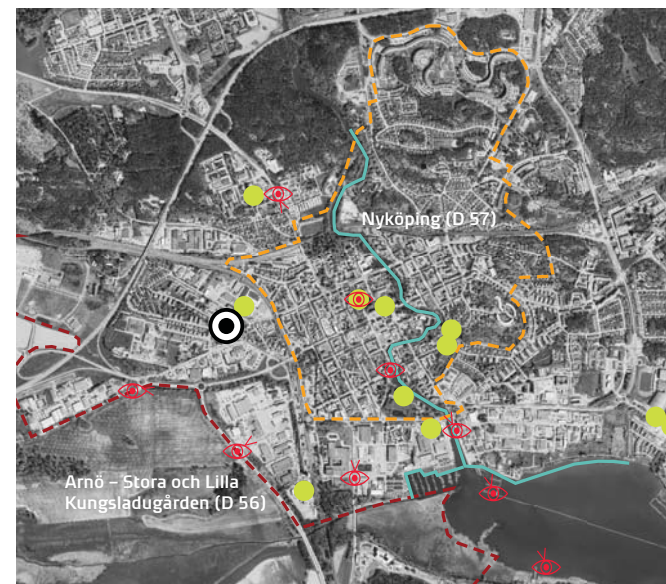 Nyköping (D 57)
Arnö – Stora och Lilla
Kungsladugården (D 56)